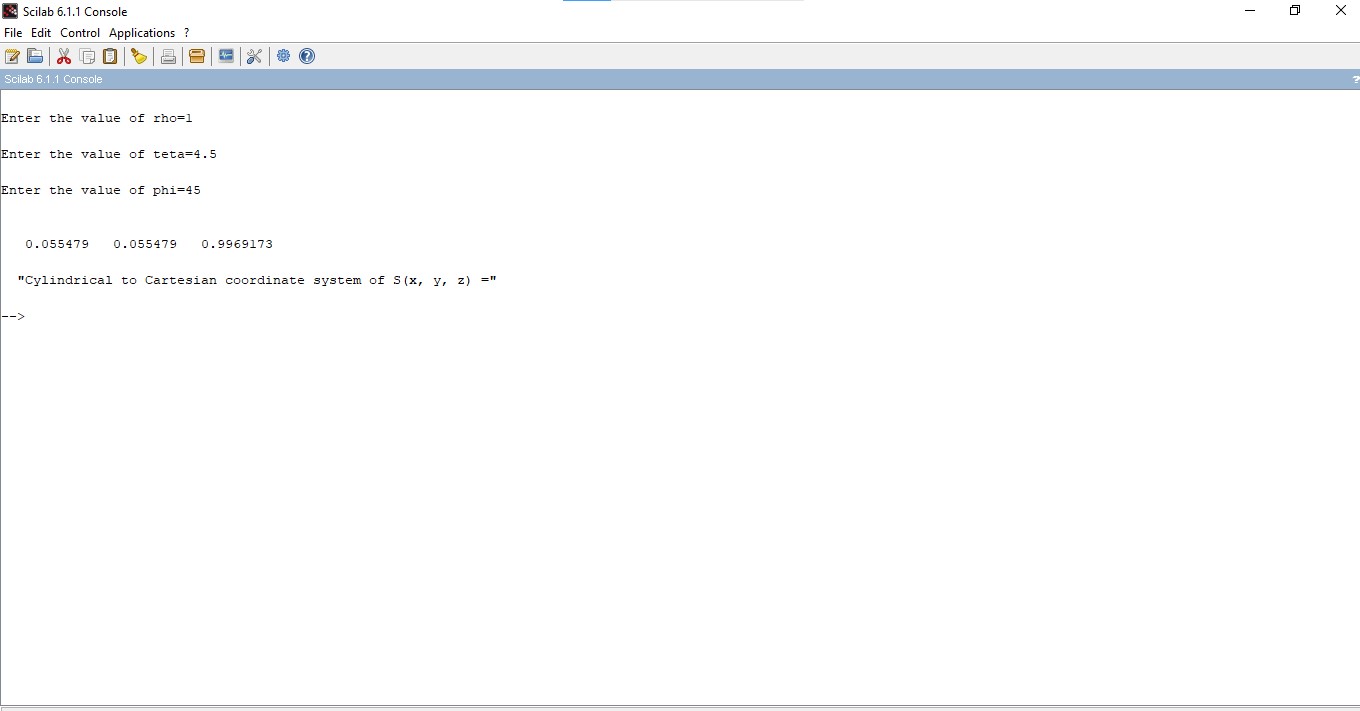 Scilab 6.1.1 Console
File Edit Control Applications ?
Scilab 6.1.1 Console ?
Enter the value of rho=1
Enter the value of teta=4.5
Enter the value of phi=45
0.055479 0.055479 0.9969173
"Cylindrical to Cartesian coordinate system of S(x, y, z) ="
-->